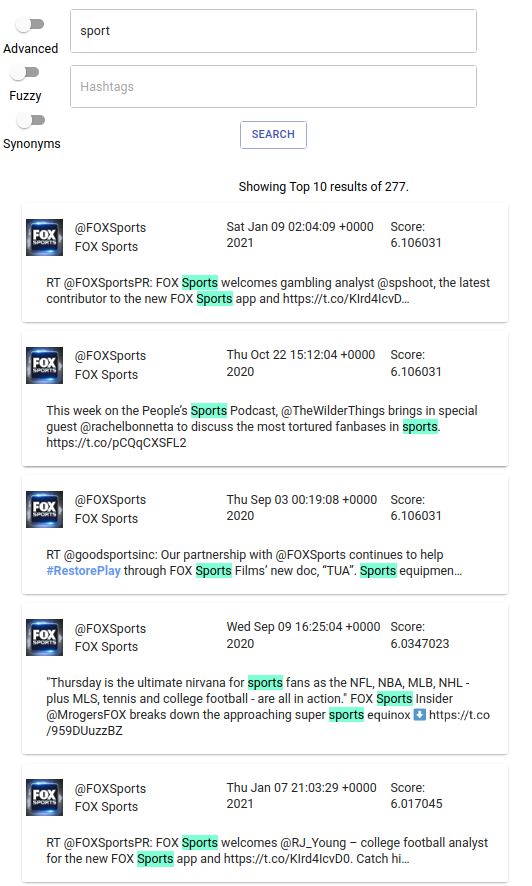 Advanced
sport
Fuzzy
Hashtags
Synonyms
SEARCH
Showing Top 10 results of 277.
FOX
SPORTS
@FOXSports
FOX Sports
Sat Jan 09 02:04:09 +0000
2021
Score:
6.106031
RT @FOXSportsPR: FOX Sports welcomes gambling analyst @spshoot, the latest
contributor to the new FOX Sports app and https://t.co/KIrd4IcvD…
FOX
SPORTS
@FOXSports
FOX Sports
Thu Oct 22 15:12:04 +0000
2020
Score:
6.106031
This week on the People’s Sports Podcast, @TheWilderThings brings in special
guest @rachelbonnetta to discuss the most tortured fanbases in sports.
https://t.co/pCQqCXSFL2
FOX
SPORTS
@FOXSports
FOX Sports
Thu Sep 03 00:19:08 +0000
2020
Score:
6.106031
RT @goodsportsinc: Our partnership with @FOXSports continues to help
#RestorePlay through FOX Sports Films’ new doc, “TUA”. Sports equipmen…
FOX
SPORTS
@FOXSports
FOX Sports
Wed Sep 09 16:25:04 +0000
2020
Score:
6.0347023
"Thursday is the ultimate nirvana for sports fans as the NFL, NBA, MLB, NHL -
plus MLS, tennis and college football - are all in action." FOX Sports Insider
@MrogersFOX breaks down the approaching super sports equinox ⬇️ https://t.co
/959DUuzzBZ
FOX
SPORTS
@FOXSports
FOX Sports
Thu Jan 07 21:03:29 +0000
2021
Score:
6.017045
RT @FOXSportsPR: FOX Sports welcomes @RJ_Young – college football analyst
for the new FOX Sports app and https://t.co/KIrd4IcvD0. Catch hi…